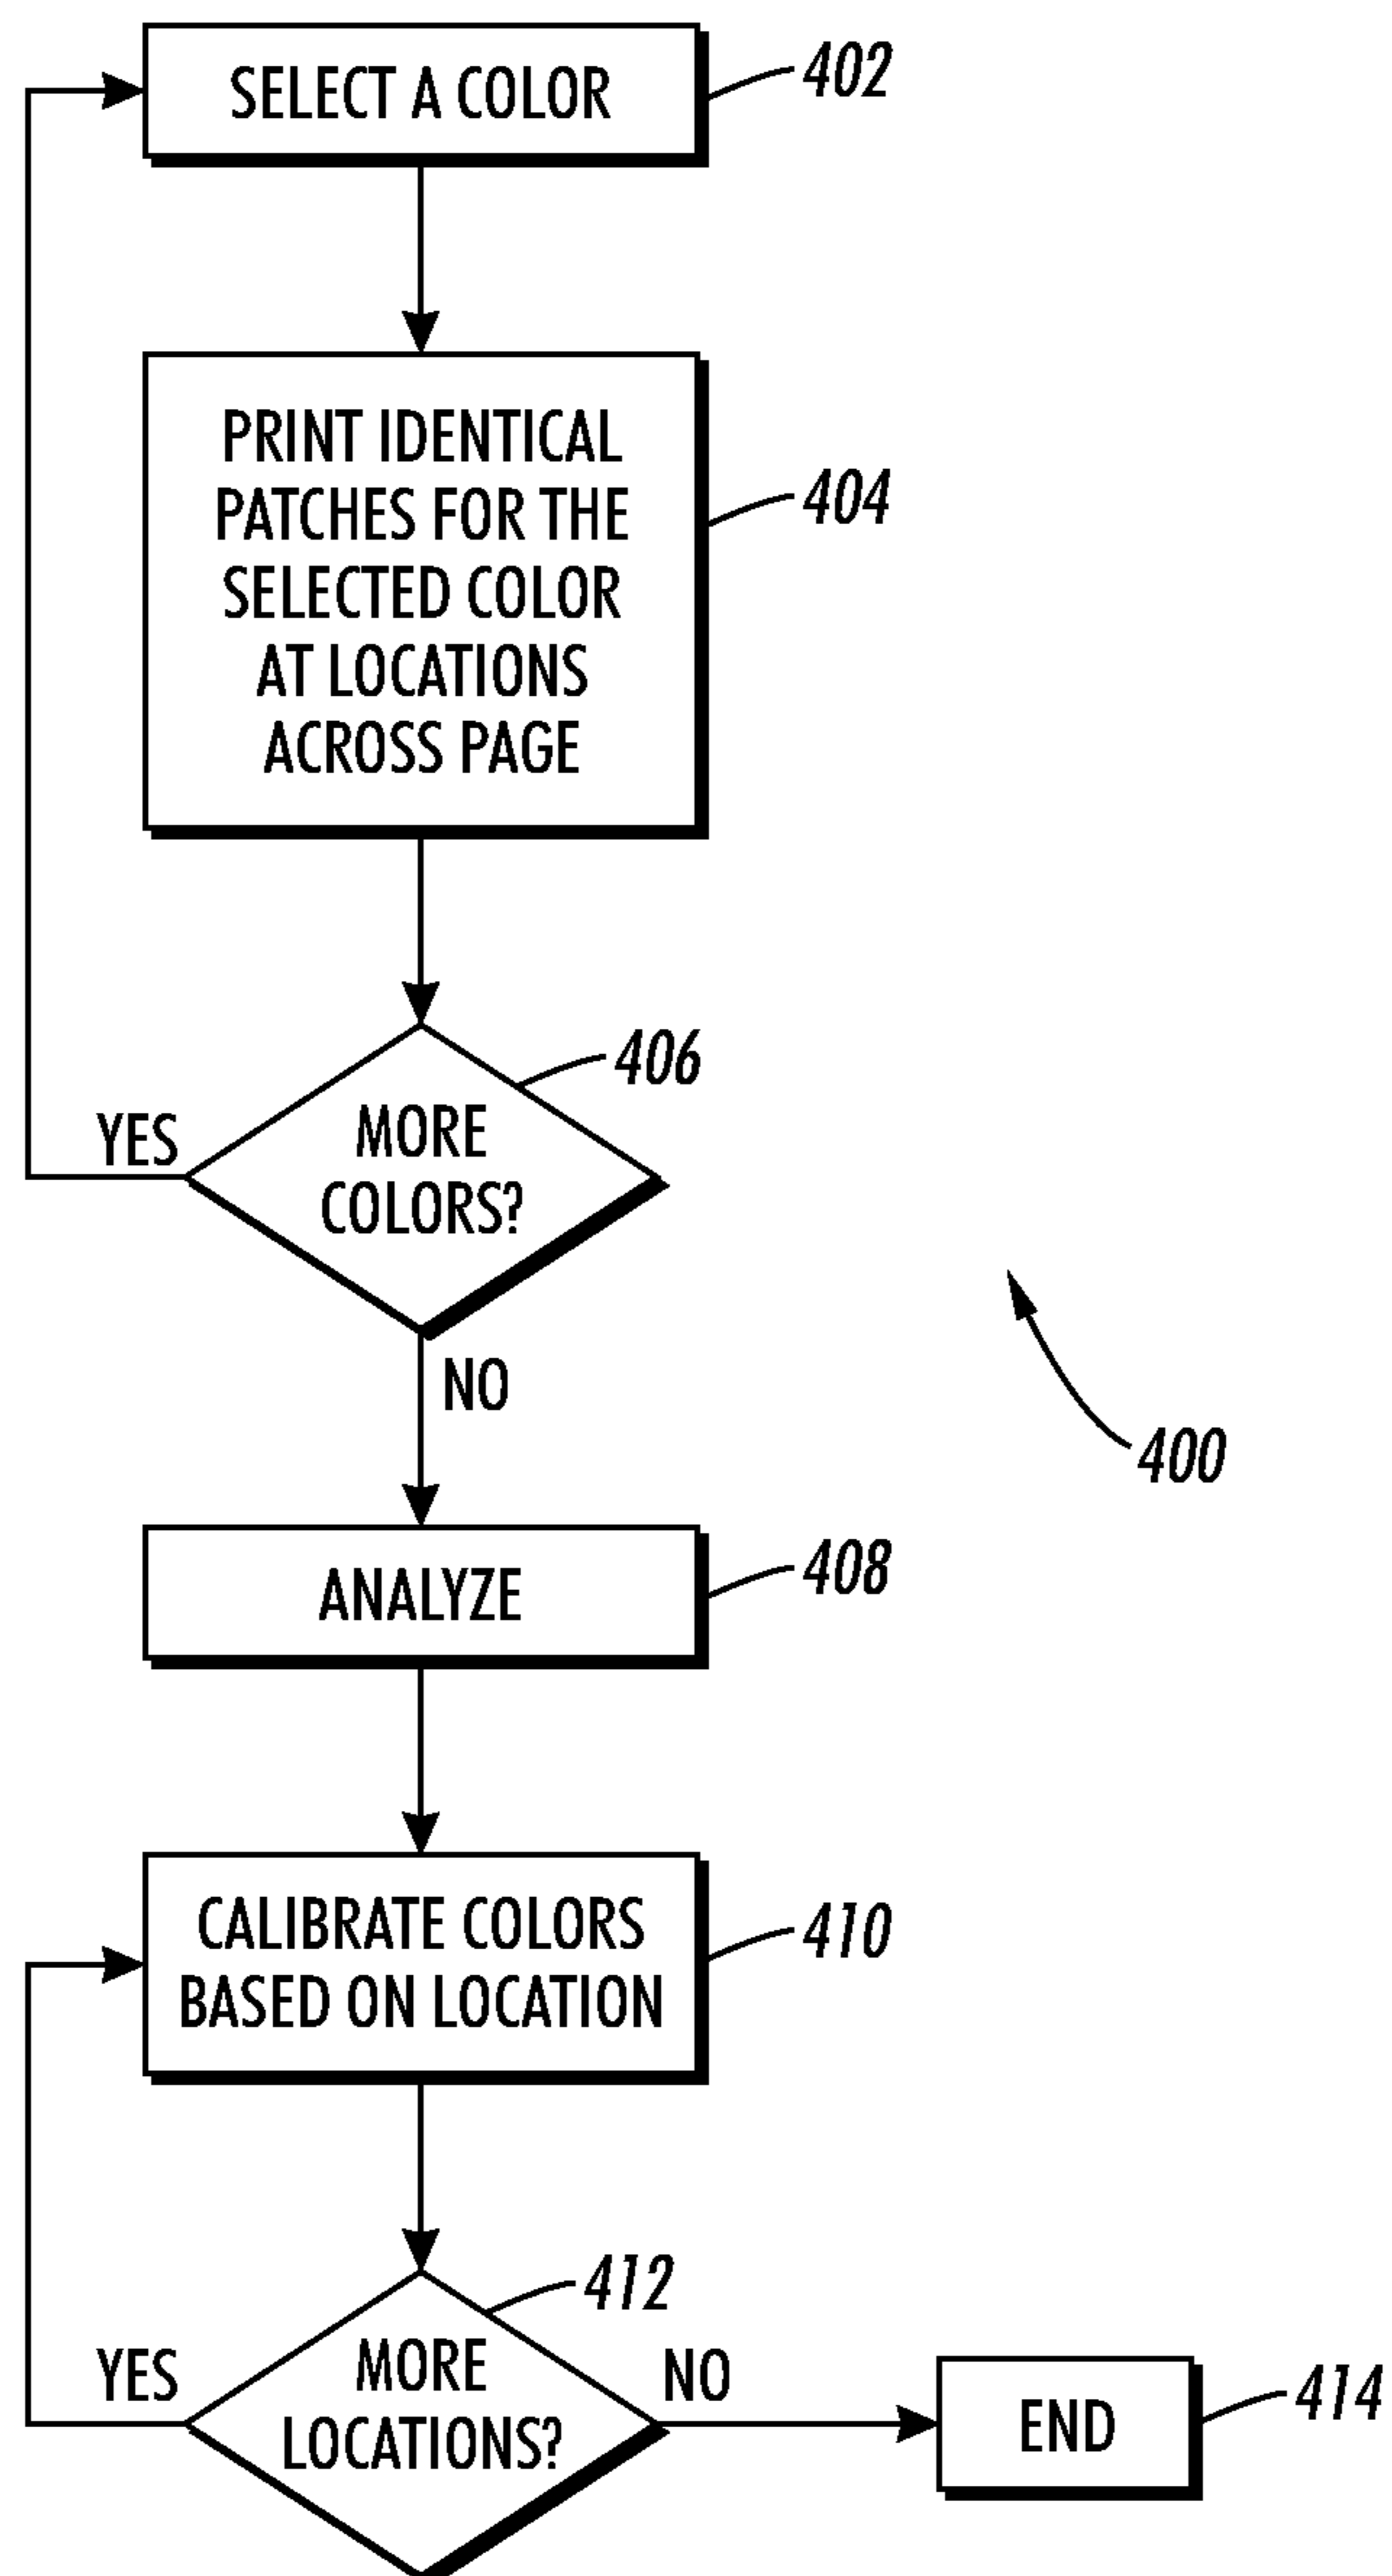 SELECT A COLOR
402
PRINT IDENTICAL
PATCHES FOR THE
SELECTED COLOR
AT LOCATIONS
ACROSS PAGE
404
406
MORE
COLORS?
YES
NO
400
ANALYZE
408
CALIBRATE COLORS
BASED ON LOCATION
410
412
MORE
LOCATIONS?
YES
NO
END
414